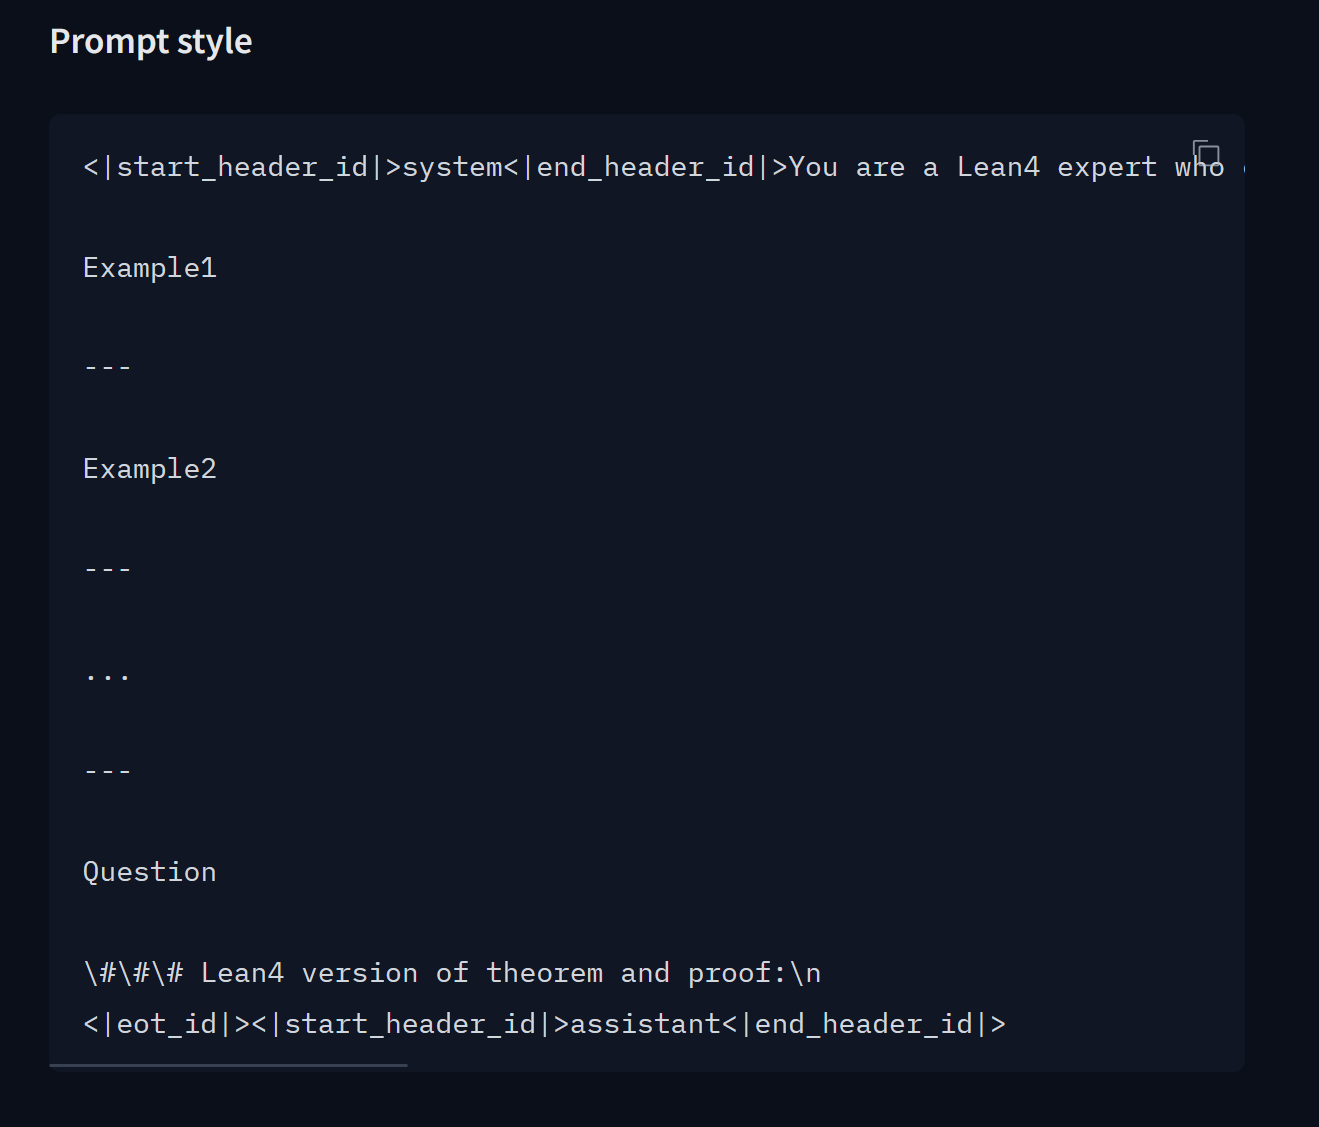 Prompt style
<|start_header_id|>system<|end_header_id|>You are a Lean4 expert who
Example1
---
Example2
---
...
---
Question
\#\#\# Lean4 version of theorem and proof:\n
<|eot_id|><|start_header_id|>assistant<|end_header_id|>